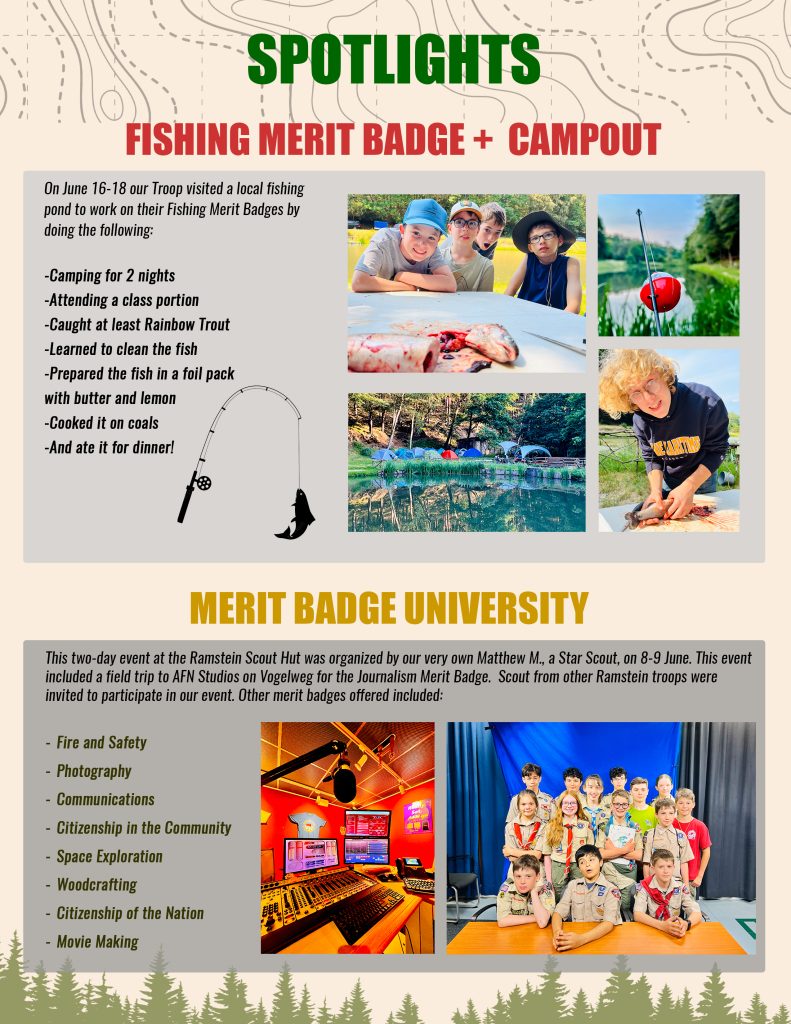 SPOTLIGHTS
FISHING MERIT BADGE + CAMPOUT
On June 16-18 our Troop visited a local fishing
pond to work on their Fishing Merit Badges by
doing the following:
-Camping for 2 nights
-Attending a class portion
-Caught at least Rainbow Trout
-Learned to clean the fish
-Prepared the fish in a foil pack
with butter and lemon
-Cooked it on coals
-And ate it for dinner!
MERIT BADGE UNIVERSITY
This two-day event at the Ramstein Scout Hut was organized by our very own Matthew M., a Star Scout, on 8-9 June. This event
included a field trip to AFN Studios on Vogelweg for the Journalism Merit Badge. Scout from other Ramstein troops were
invited to participate in our event. Other merit badges offered included:
- Fire and Safety
- Photography
- Communications
- Citizenship in the Community
- Space Exploration
- Woodcrafting
- Citizenship of the Nation
- Movie Making